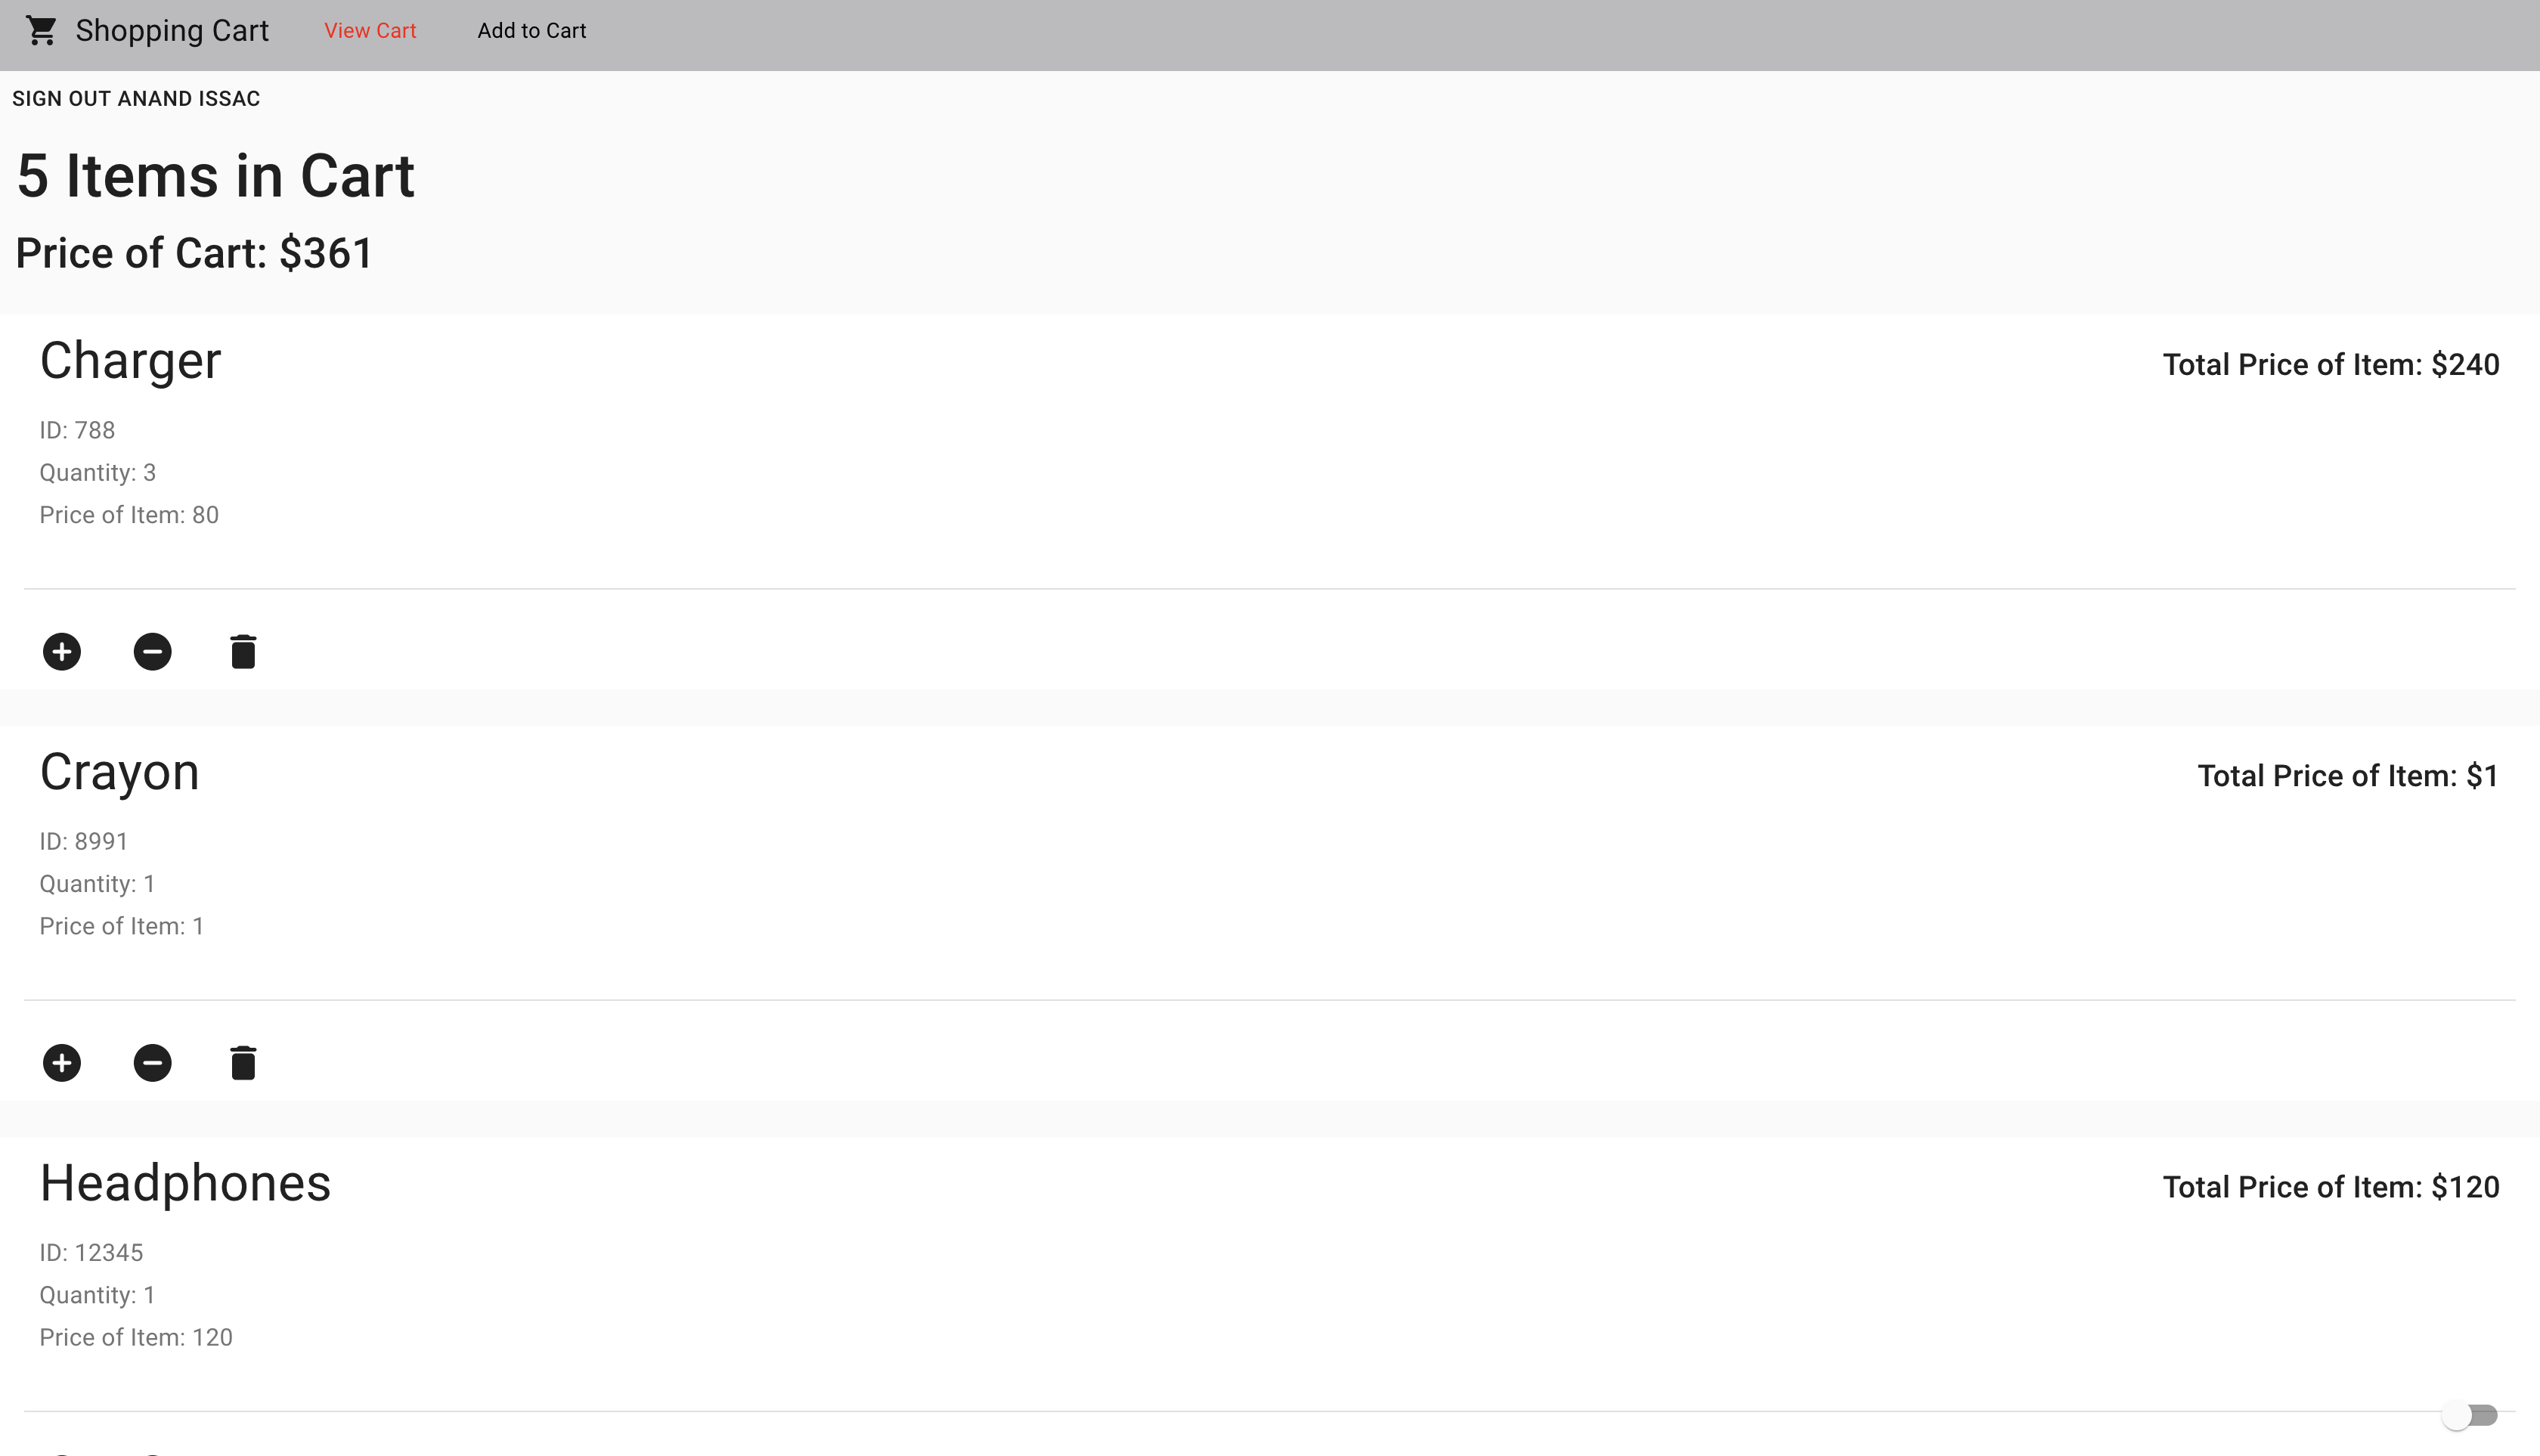 Shopping Cart View Cart Add to Cart
SIGN OUT ANAND ISSAC
5 Items in Cart
Price of Cart: $361
Charger Total Price of Item: $240
ID: 788
Quantity: 3
Price of Item: 80
Crayon Total Price of Item: $1
ID: 8991
Quantity: 1
Price of Item: 1
Headphones Total Price of Item: $120
ID: 12345
Quantity: 1
Price of Item: 120